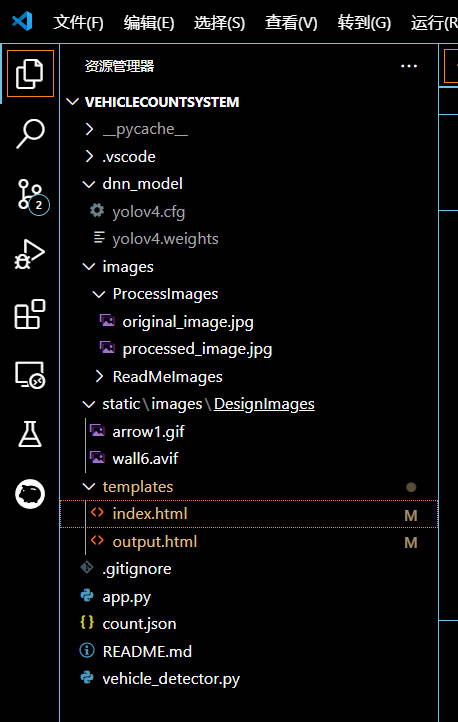 文件(F) 编辑(E) 选择(S) 查看(V) 转到(G) 运行(R
资源管理器 ···
VEHICLECOUNTSYSTEM
__pycache__
.vscode
2
dnn_model
yolov4.cfg
yolov4.weights
images
ProcessImages
original_image.jpg
processed_image.jpg
ReadMeImages
static\images\DesignImages
arrow1.gif
wall6.avif
templates
index.html M
output.html M
.gitignore
app.py
count.json
README.md
vehicle_detector.py